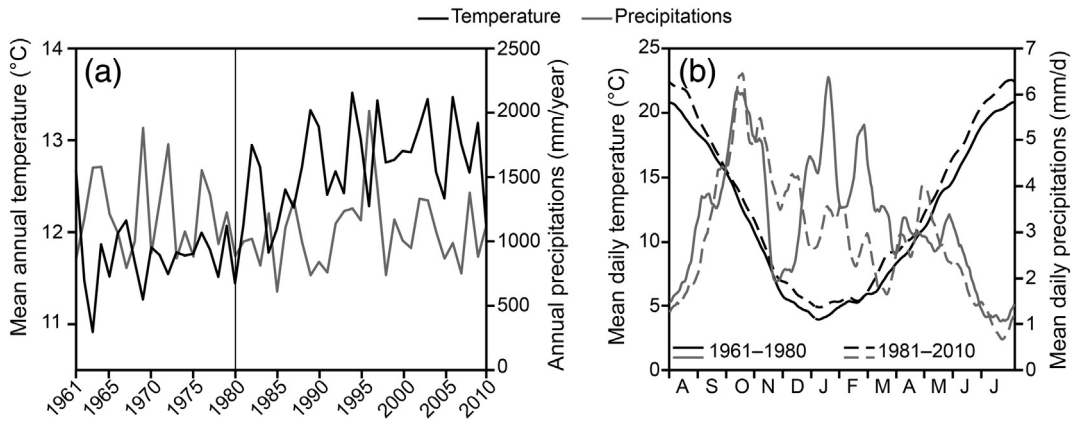 Temperature Precipitations
(a)
Mean annual temperature (°C)
14
13
12
11
Annual precipitations (mm/year)
2500
2000
1500
1000
500
0
1961 1965 1970 1975 1980 1985 1990 1995 2000 2005 2010
(b)
Mean daily temperature (°C)
25
20
15
10
5
0
Mean daily precipitations (mm/d)
7
6
5
4
3
2
1
0
1961–1980 1981–2010
A S O N D J F M A M J J